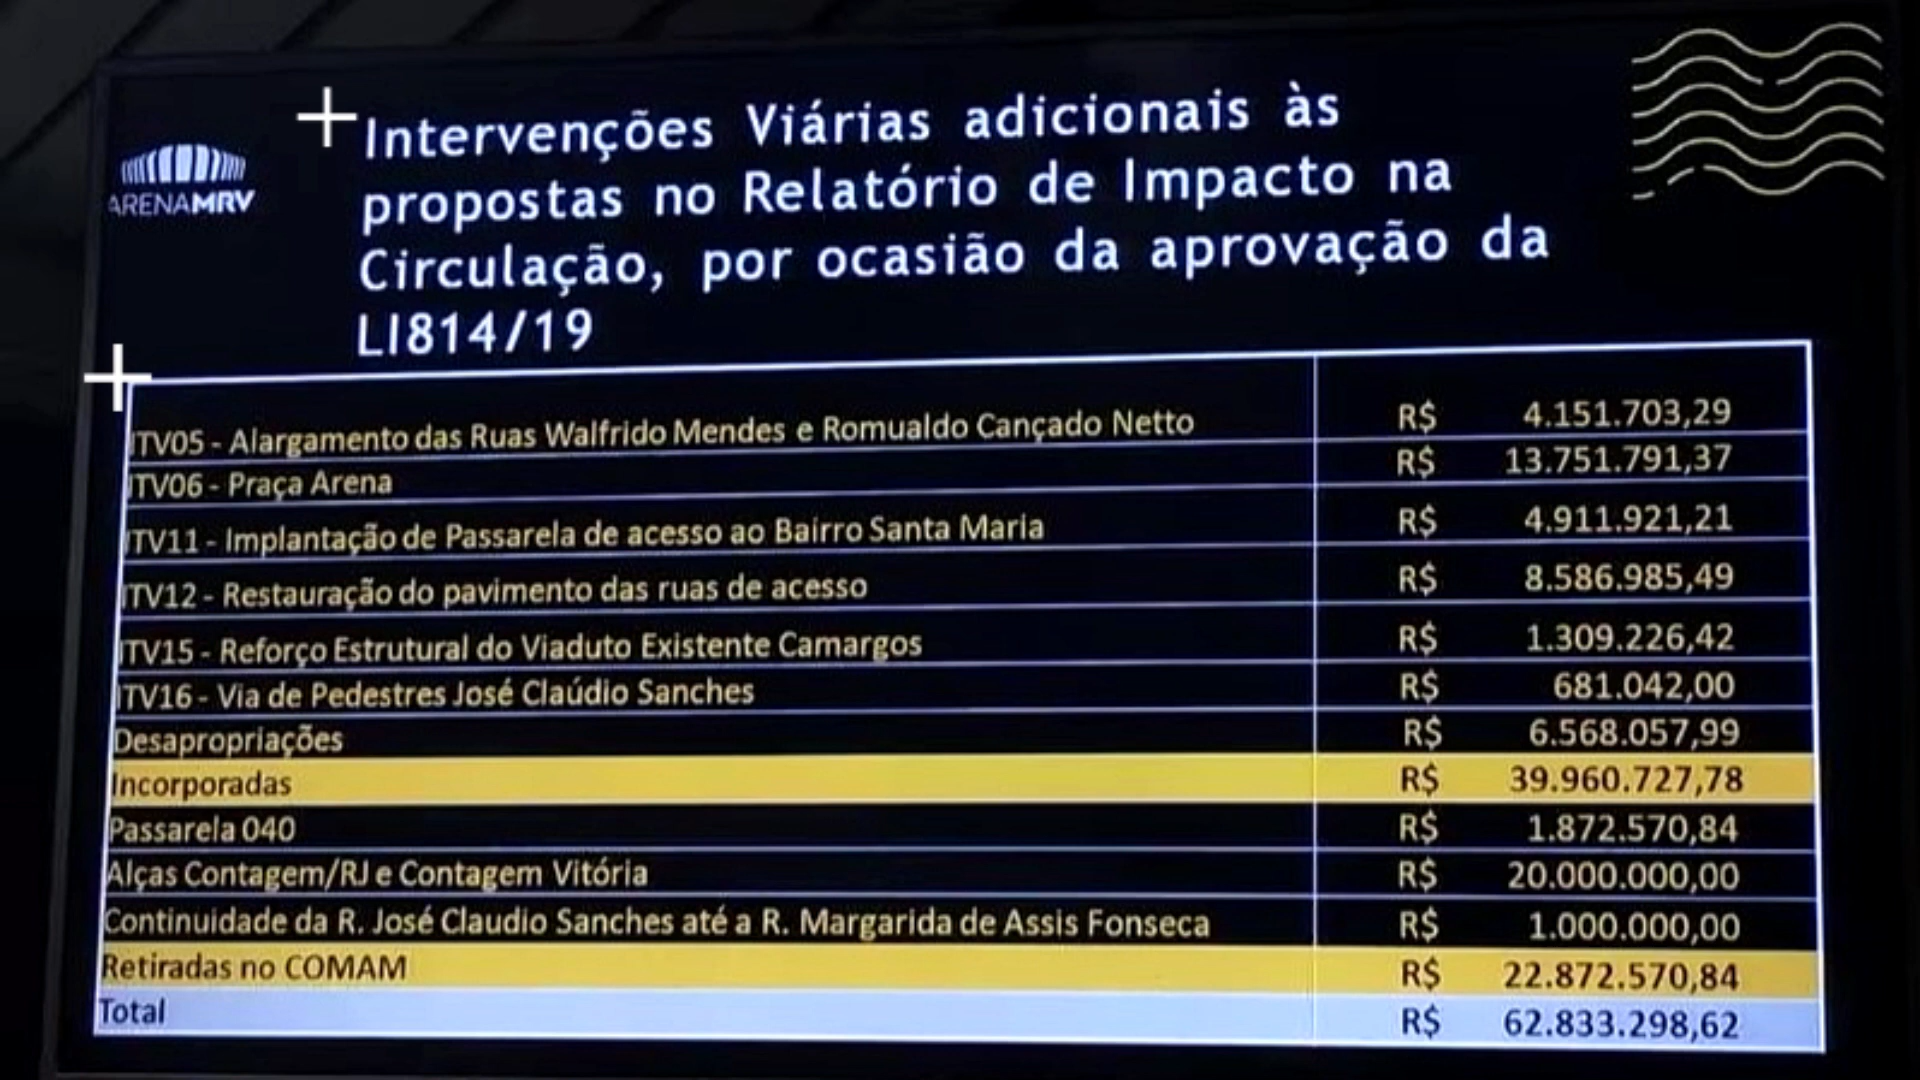 ARENAMRV
Intervenções Viárias adicionais às
propostas no Relatório de Impacto na
Circulação, por ocasião da aprovação da
LI814/19
ITV05 - Alargamento das Ruas Walfrido Mendes e Romualdo Cançado Netto R$ 4.151.703,29
ITV06 - Praça Arena R$ 13.751.791,37
ITV11 - Implantação de Passarela de acesso ao Bairro Santa Maria R$ 4.911.921,21
ITV12 - Restauração do pavimento das ruas de acesso R$ 8.586.985,49
ITV15 - Reforço Estrutural do Viaduto Existente Camargos R$ 1.309.226,42
ITV16 - Via de Pedestres José Claúdio Sanches R$ 681.042,00
Desapropriações R$ 6.568.057,99
Incorporadas R$ 39.960.727,78
Passarela 040 R$ 1.872.570,84
Alças Contagem/RJ e Contagem Vitória R$ 20.000.000,00
Continuidade da R. José Claudio Sanches até a R. Margarida de Assis Fonseca R$ 1.000.000,00
Retiradas no COMAM R$ 22.872.570,84
Total R$ 62.833.298,62